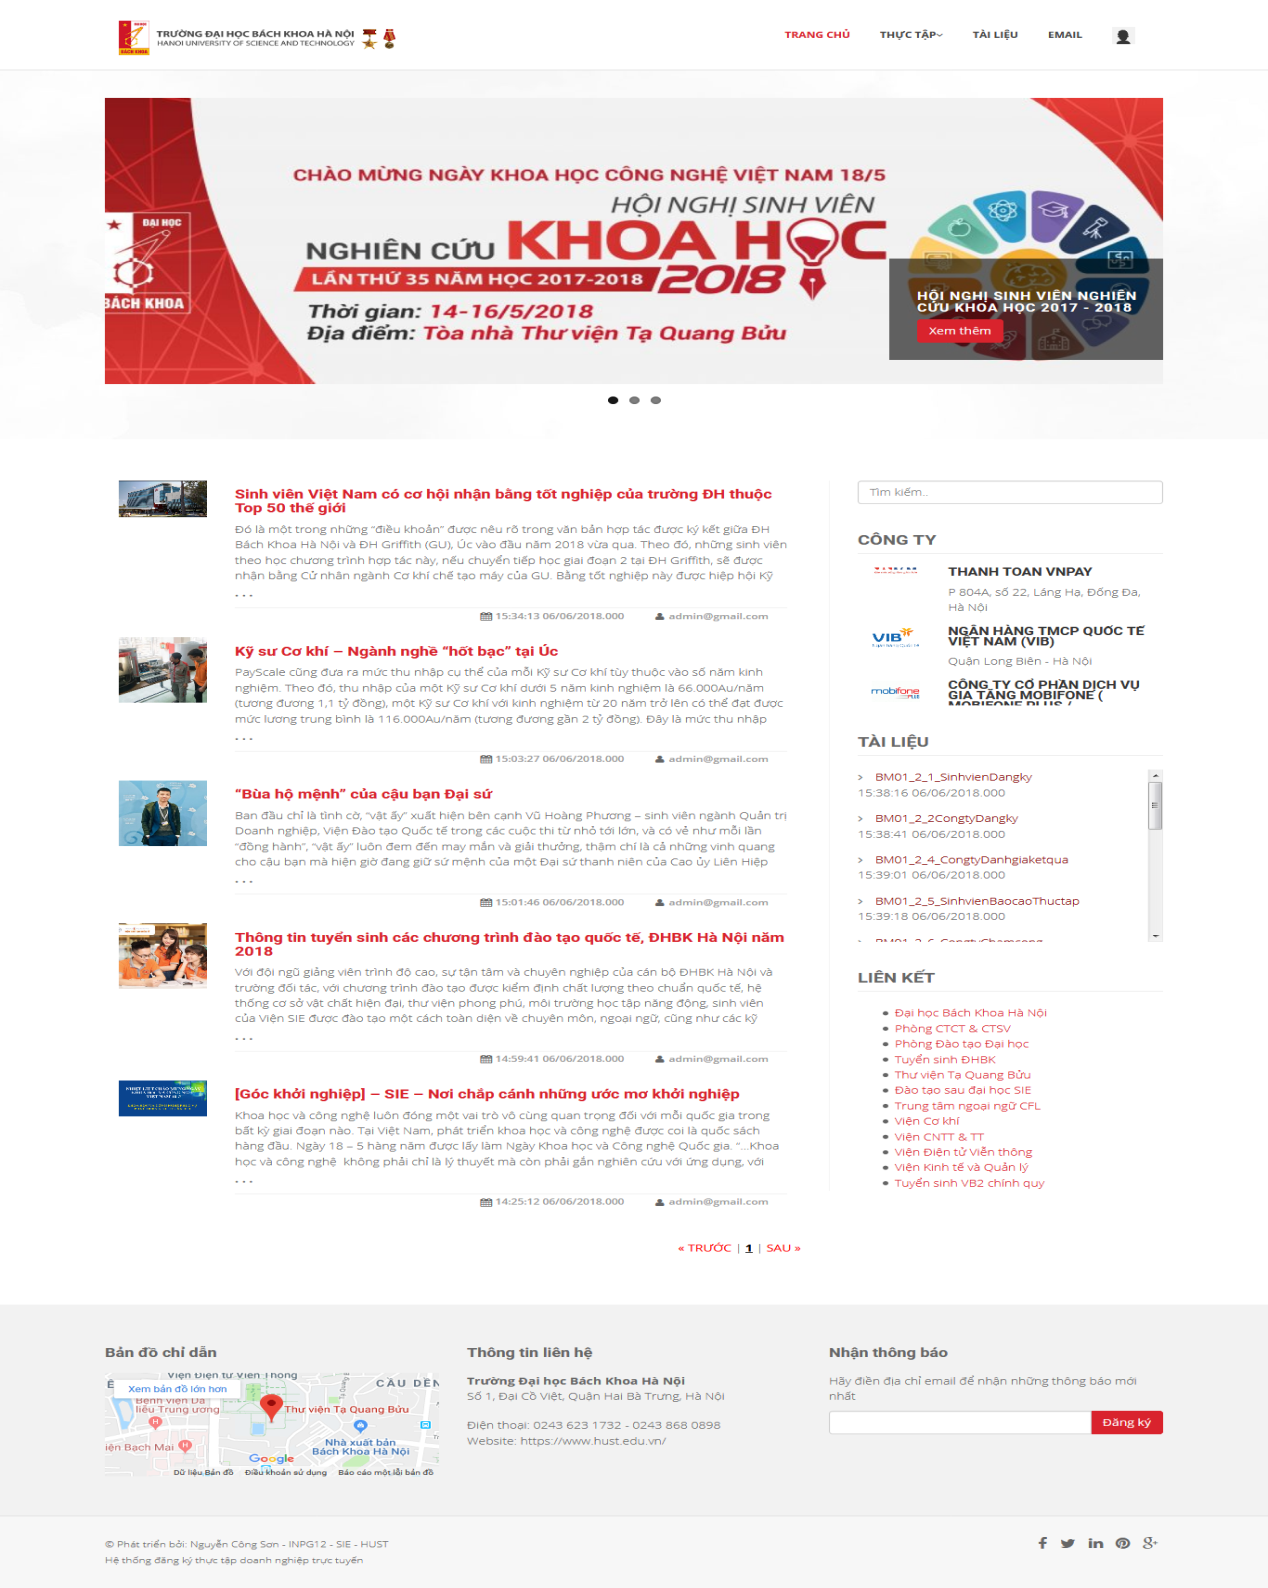 TRƯỜNG ĐẠI HỌC BÁCH KHOA HÀ NỘI
HANOI UNIVERSITY OF SCIENCE AND TECHNOLOGY
TRANG CHỦ
THỰC TẬP
TÀI LIỆU
EMAIL
CHÀO MỪNG NGÀY KHOA HỌC CÔNG NGHỆ VIỆT NAM 18/5
HỘI NGHỊ SINH VIÊN
NGHIÊN CỨU KHOA HỌC
LẦN THỨ 35 NĂM HỌC 2017-2018 2018
Thời gian: 14-16/5/2018
Địa điểm: Tòa nhà Thư viện Tạ Quang Bửu
ĐẠI HỌC
BÁCH KHOA
HỘI NGHỊ SINH VIÊN NGHIÊN
CỨU KHOA HỌC 2017 - 2018
Xem thêm
Sinh viên Việt Nam có cơ hội nhận bằng tốt nghiệp của trường ĐH thuộc
Top 50 thế giới
Đó là một trong những “điều khoản” được nêu rõ trong văn bản hợp tác được ký kết giữa ĐH
Bách Khoa Hà Nội và ĐH Griffith (GU), Úc vào đầu năm 2018 vừa qua. Theo đó, những sinh viên
theo học chương trình hợp tác này, nếu chuyển tiếp học giai đoạn 2 tại ĐH Griffith, sẽ được
nhận bằng Cử nhân ngành Cơ khí chế tạo máy của GU. Bằng tốt nghiệp này được hiệp hội Kỹ
...
15:34:13 06/06/2018.000 admin@gmail.com
Kỹ sư Cơ khí – Ngành nghề “hốt bạc” tại Úc
PayScale cũng đưa ra mức thu nhập cụ thể của mỗi Kỹ sư Cơ khí tùy thuộc vào số năm kinh
nghiệm. Theo đó, thu nhập của một Kỹ sư Cơ khí dưới 5 năm kinh nghiệm là 66.000Au/năm
(tương đương 1,1 tỷ đồng), một Kỹ sư Cơ khí với kinh nghiệm từ 20 năm trở lên có thể đạt được
mức lương trung bình là 116.000Au/năm (tương đương gần 2 tỷ đồng). Đây là mức thu nhập
...
15:03:27 06/06/2018.000 admin@gmail.com
“Bùa hộ mệnh” của cậu bạn Đại sứ
Ban đầu chỉ là tình cờ, “vật ấy” xuất hiện bên cạnh Vũ Hoàng Phương – sinh viên ngành Quản trị
Doanh nghiệp, Viện Đào tạo Quốc tế trong các cuộc thi từ nhỏ tới lớn, và có vẻ như mỗi lần
“đồng hành”, “vật ấy” luôn đem đến may mắn và giải thưởng, thậm chí là cả những vinh quang
cho cậu bạn mà hiện giờ đang giữ sứ mệnh của một Đại sứ thanh niên của Cao ủy Liên Hiệp
...
15:01:46 06/06/2018.000 admin@gmail.com
Thông tin tuyển sinh các chương trình đào tạo quốc tế, ĐHBK Hà Nội năm
2018
Với đội ngũ giảng viên trình độ cao, sự tận tâm và chuyên nghiệp của cán bộ ĐHBK Hà Nội và
trường đối tác, với chương trình đào tạo được kiểm định chất lượng theo chuẩn quốc tế, hệ
thống cơ sở vật chất hiện đại, thư viện phong phú, môi trường học tập năng động, sinh viên
của Viện SIE được đào tạo một cách toàn diện về chuyên môn, ngoại ngữ, cũng như các kỹ
...
14:59:41 06/06/2018.000 admin@gmail.com
[Góc khởi nghiệp] – SIE – Nơi chắp cánh những ước mơ khởi nghiệp
Khoa học và công nghệ luôn đóng một vai trò vô cùng quan trọng đối với mỗi quốc gia trong
bất kỳ giai đoạn nào. Tại Việt Nam, phát triển khoa học và công nghệ được coi là quốc sách
hàng đầu. Ngày 18 – 5 hàng năm được lấy làm Ngày Khoa học và Công nghệ Quốc gia. “...Khoa
học và công nghệ không phải chỉ là lý thuyết mà còn phải gắn nghiên cứu với ứng dụng, với
...
14:25:12 06/06/2018.000 admin@gmail.com
« TRƯỚC | 1 | SAU »
Tìm kiếm..
CÔNG TY
THANH TOAN VNPAY
P 804A, số 22, Láng Hạ, Đống Đa,
Hà Nội
VIB
NGÂN HÀNG TMCP QUỐC TẾ
VIỆT NAM (VIB)
Quận Long Biên - Hà Nội
mobifone
CÔNG TY CỔ PHẦN DỊCH VỤ
GIA TĂNG MOBIFONE (
MOBIFONE PLUS /
TÀI LIỆU
> BM01_2_1_SinhvienDangky
15:38:16 06/06/2018.000
> BM01_2_2CongtyDangky
15:38:41 06/06/2018.000
> BM01_2_4_CongtyDanhgiaketqua
15:39:01 06/06/2018.000
> BM01_2_5_SinhvienBaocaoThuctap
15:39:18 06/06/2018.000
> BM01_2_6_CongtyChamcong
LIÊN KẾT
Đại học Bách Khoa Hà Nội
Phòng CTCT & CTSV
Phòng Đào tạo Đại học
Tuyển sinh ĐHBK
Thư viện Tạ Quang Bửu
Đào tạo sau đại học SIE
Trung tâm ngoại ngữ CFL
Viện Cơ khí
Viện CNTT & TT
Viện Điện tử Viễn thông
Viện Kinh tế và Quản lý
Tuyển sinh VB2 chính quy
Bản đồ chỉ dẫn
Viện Điện tử Viễn Thông
CẦU DỀN
Xem bản đồ lớn hơn
Bệnh viện Da
liễu Trung ương
Thư viện Tạ Quang Bửu
iện Bạch Mai
Nhà xuất bản
Bách Khoa Hà Nội
Google
Dữ liệu Bản đồ Điều khoản sử dụng Báo cáo một lỗi bản đồ
Thông tin liên hệ
Trường Đại học Bách Khoa Hà Nội
Số 1, Đại Cồ Việt, Quận Hai Bà Trưng, Hà Nội
Điện thoại: 0243 623 1732 - 0243 868 0898
Website: https://www.hust.edu.vn/
Nhận thông báo
Hãy điền địa chỉ email để nhận những thông báo mới
nhất
Đăng ký
© Phát triển bởi: Nguyễn Công Sơn - INPG12 - SIE - HUST
Hệ thống đăng ký thực tập doanh nghiệp trực tuyến